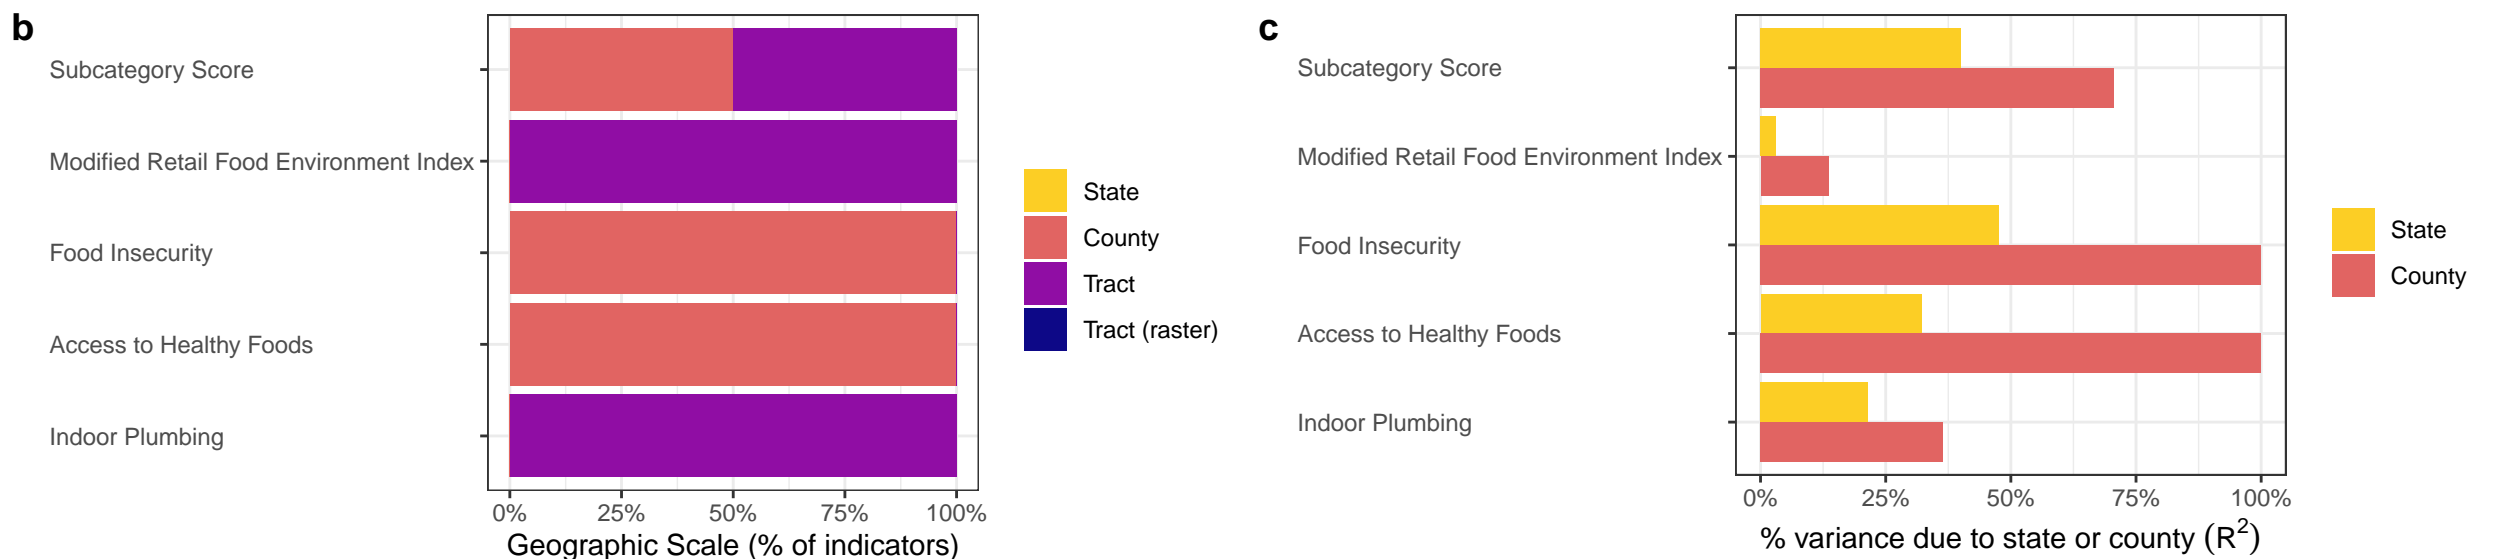 b
Subcategory Score
Modified Retail Food Environment Index
Food Insecurity
Access to Healthy Foods
Indoor Plumbing
0% 25% 50% 75% 100%
Geographic Scale (% of indicators)
State
County
Tract
Tract (raster)
c
Subcategory Score
Modified Retail Food Environment Index
Food Insecurity
Access to Healthy Foods
Indoor Plumbing
0% 25% 50% 75% 100%
% variance due to state or county (R²)
State
County